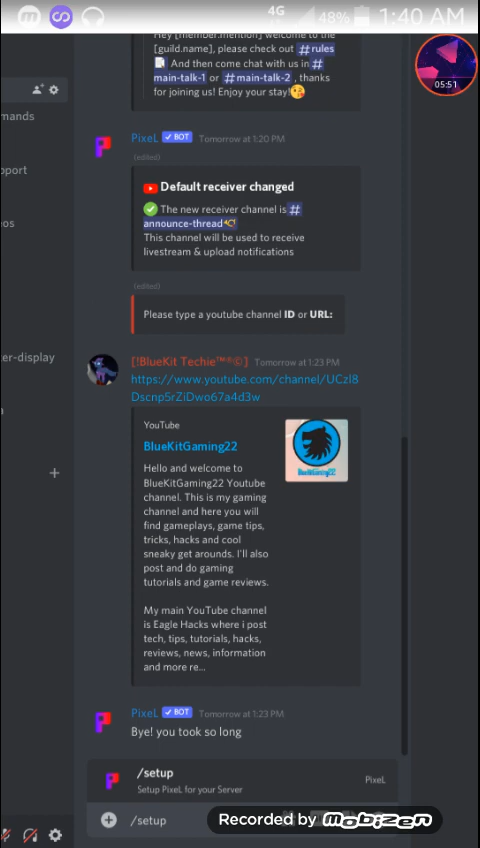 4G 48% 1:40 AM
Hey [member.mention] welcome to the
[guild.name], please check out #rules
And then come chat with us in #
main-talk-1 or #main-talk-2 , thanks
for joining us! Enjoy your stay!
05:51
mands
PixeL ✔ BOT Tomorrow at 1:20 PM
(edited)
pport
Default receiver changed
The new receiver channel is #
announce-thread
This channel will be used to receive
livestream & upload notifications
os
(edited)
Please type a youtube channel ID or URL:
er-display
[!BlueKit Techie™®©] Tomorrow at 1:23 PM
https://www.youtube.com/channel/UCzl8
Dscnp5rZiDwo67a4d3w
n
YouTube
BlueKitGaming22
BlueKitGaming22
Hello and welcome to
BlueKitGaming22 Youtube
channel. This is my gaming
channel and here you will
find gameplays, game tips,
tricks, hacks and cool
sneaky get arounds. I'll also
post and do gaming
tutorials and game reviews.
My main YouTube channel
is Eagle Hacks where i post
tech, tips, tutorials, hacks,
reviews, news, information
and more re...
PixeL ✔ BOT Tomorrow at 1:23 PM
Bye! you took so long
/setup
Setup PixeL for your Server
PixeL
/setup
Recorded by mobizen